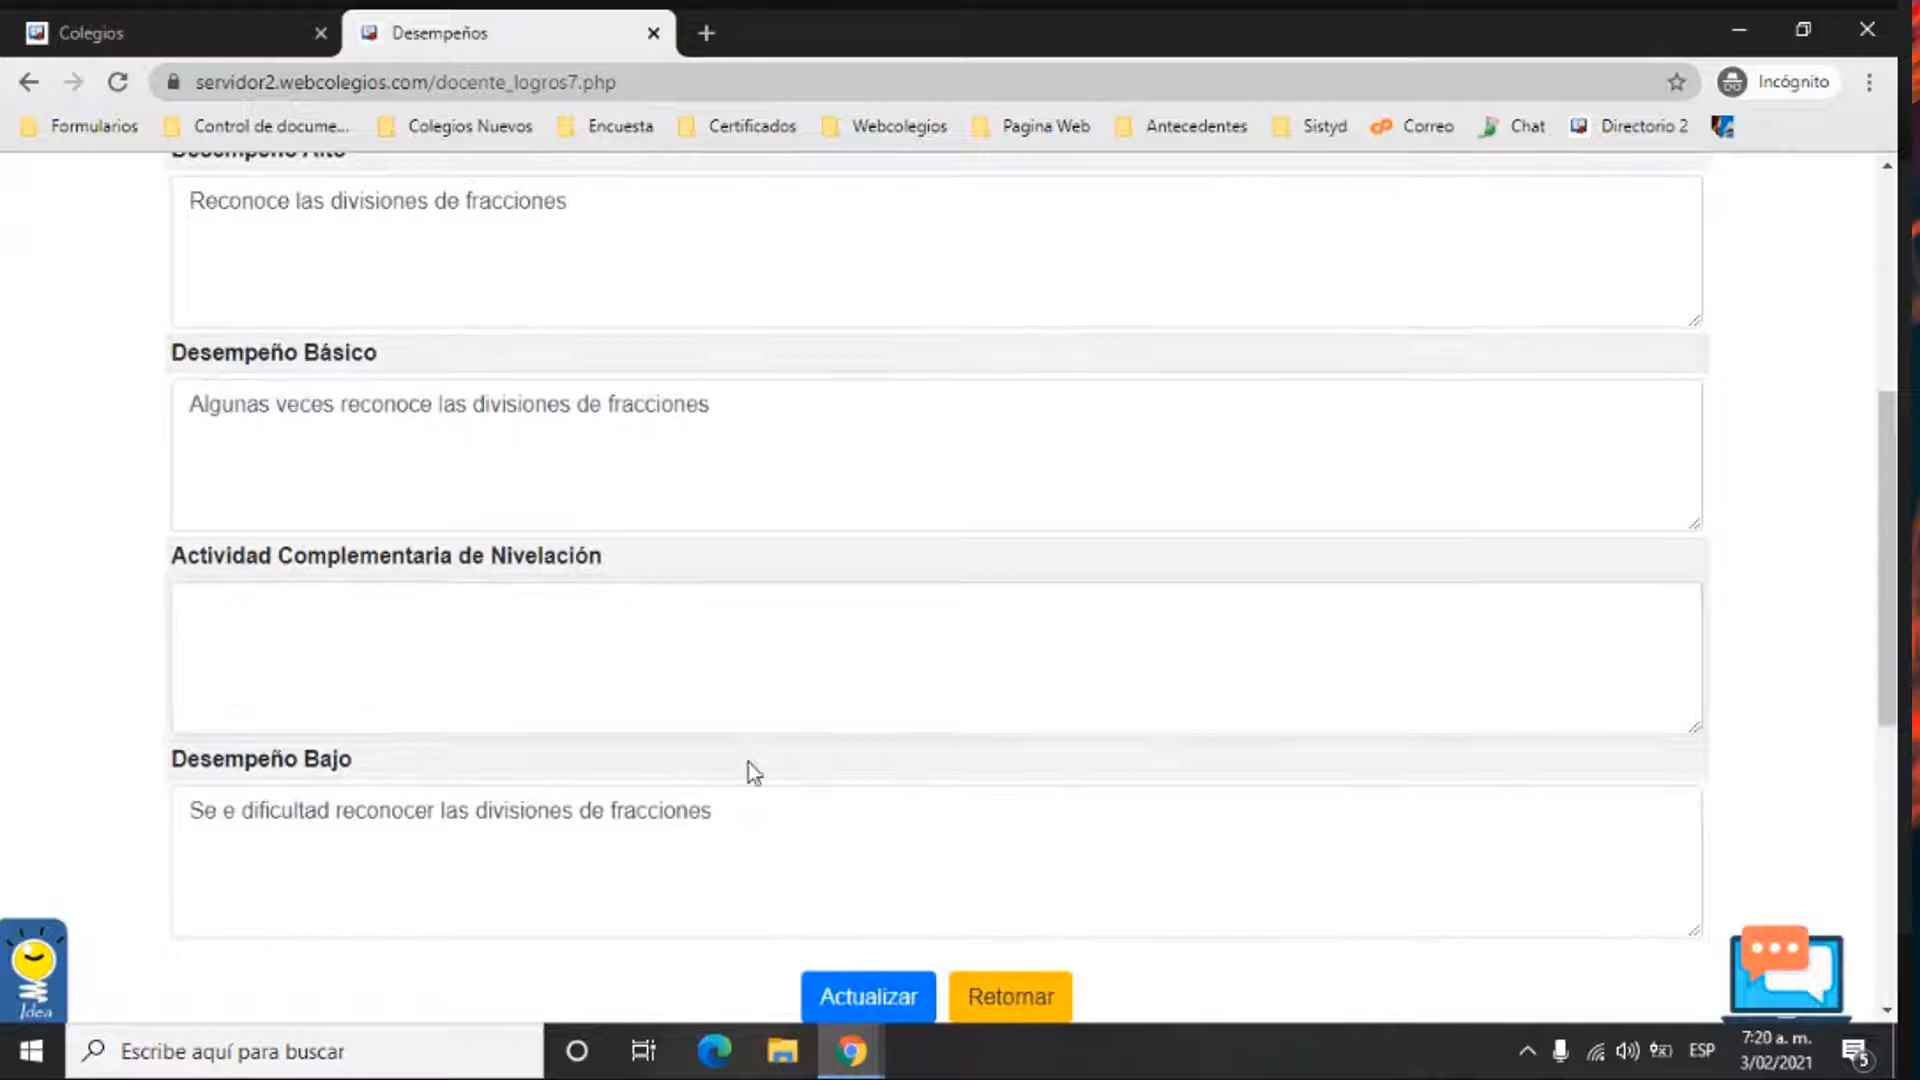 Colegios
Desempeños
servidor2.webcolegios.com/docente_logros7.php
Incógnito
Formularios
Control de docume...
Colegios Nuevos
Encuesta
Certificados
Webcolegios
Pagina Web
Antecedentes
Sistyd
Correo
Chat
Directorio 2
Desempeño Alto
Reconoce las divisiones de fracciones
Desempeño Básico
Algunas veces reconoce las divisiones de fracciones
Actividad Complementaria de Nivelación
Desempeño Bajo
Se e dificultad reconocer las divisiones de fracciones
Idea
Actualizar
Retornar
Escribe aquí para buscar
ESP
7:20 a. m.
3/02/2021
5